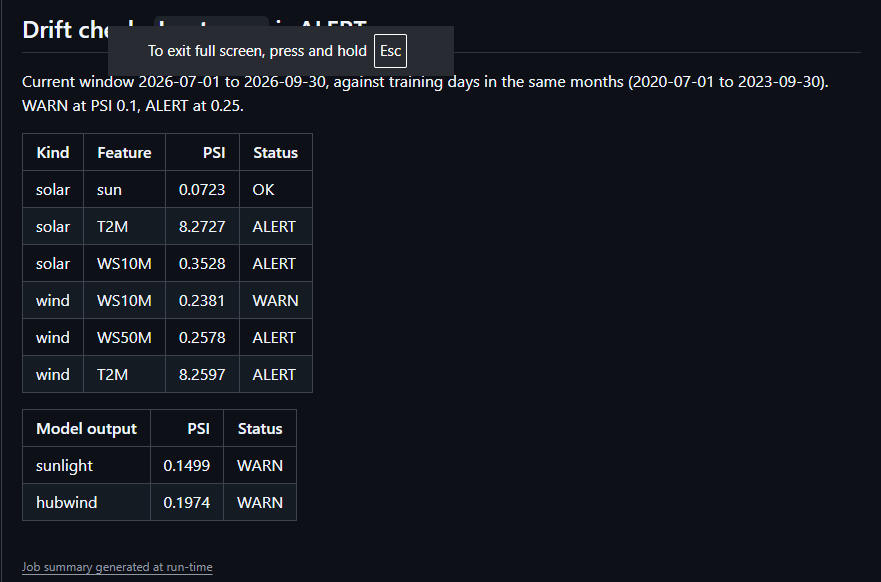 Drift che
To exit full screen, press and hold Esc
ALERT
Current window 2026-07-01 to 2026-09-30, against training days in the same months (2020-07-01 to 2023-09-30).
WARN at PSI 0.1, ALERT at 0.25.
Kind Feature PSI Status
solar sun 0.0723 OK
solar T2M 8.2727 ALERT
solar WS10M 0.3528 ALERT
wind WS10M 0.2381 WARN
wind WS50M 0.2578 ALERT
wind T2M 8.2597 ALERT
Model output PSI Status
sunlight 0.1499 WARN
hubwind 0.1974 WARN
Job summary generated at run-time